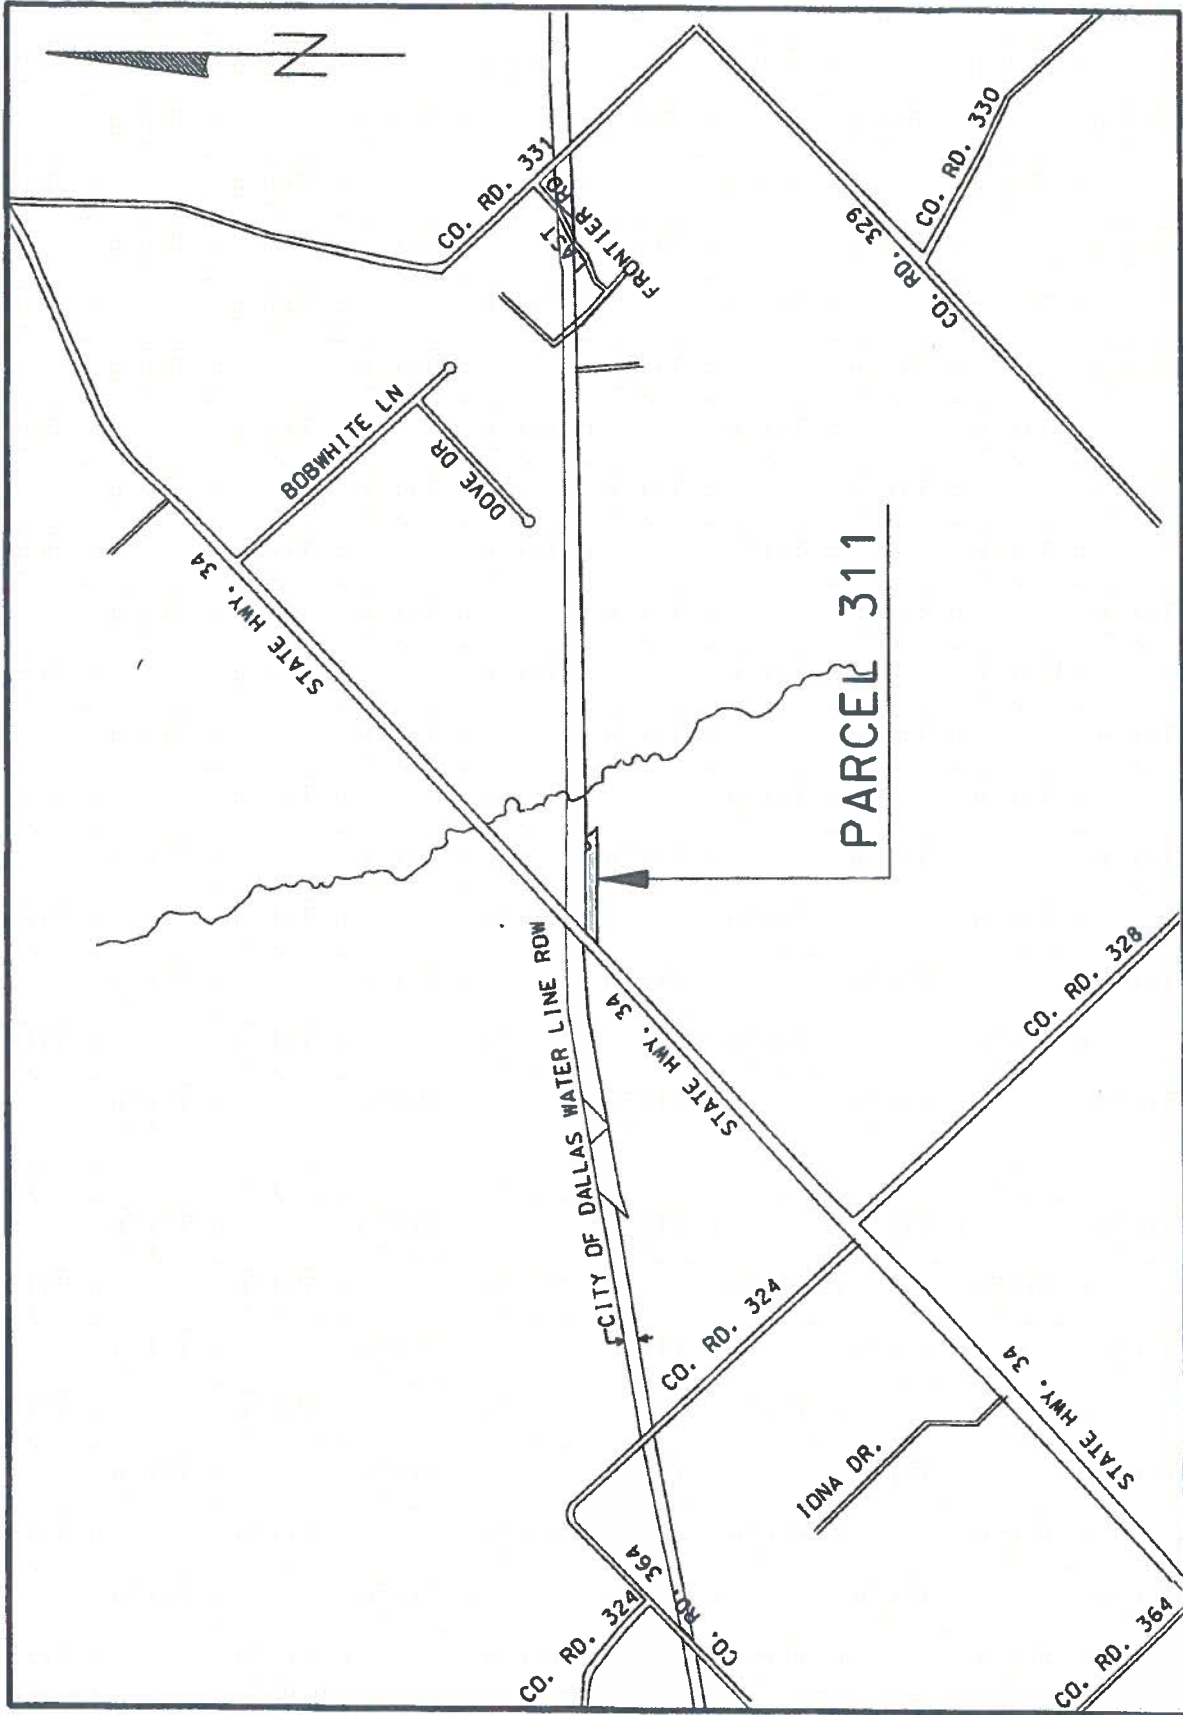 N
CO. RD. 331
EAST
FRONTIER RD
CO. RD. 330
CO. RD. 329
BOBWHITE LN
DOVE DR
STATE HWY. 34
PARCEL 311
CITY OF DALLAS WATER LINE ROW
STATE HWY. 34
CO. RD. 328
CO. RD. 324
STATE HWY. 34
IONA DR.
CO. RD. 324
CO. RD. 364
CO. RD. 364